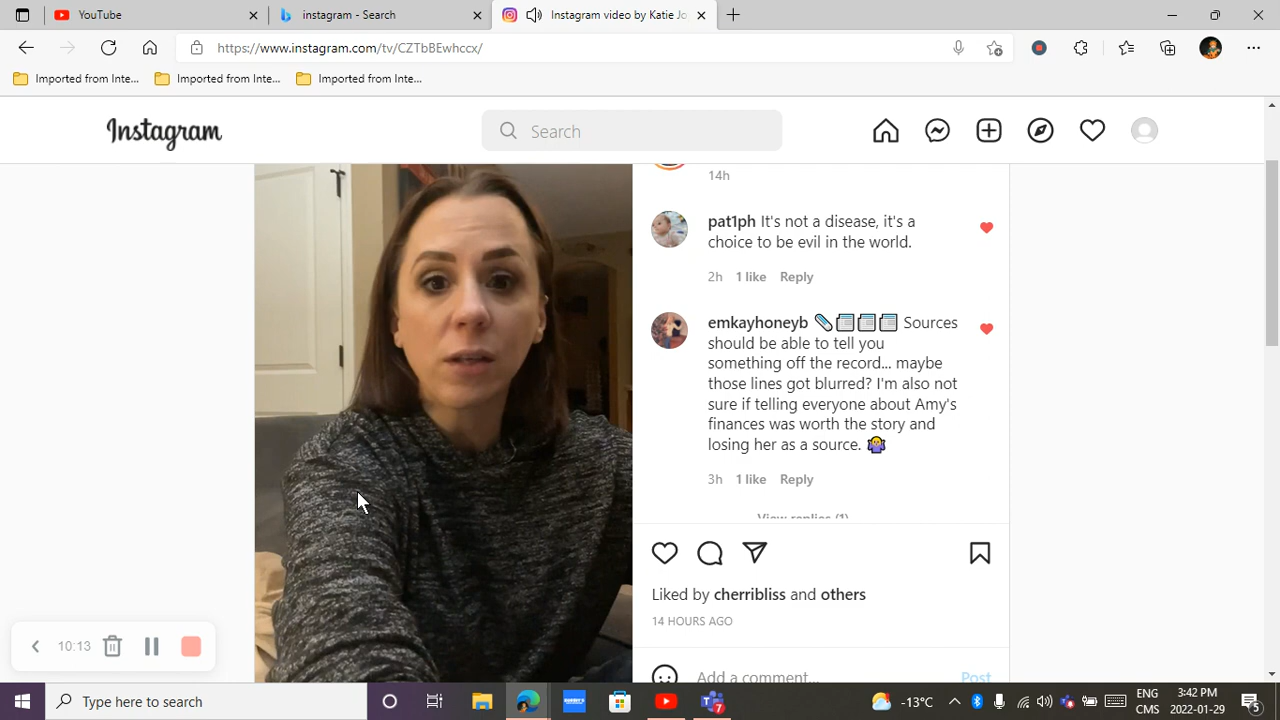 YouTube
instagram - Search
Instagram video by Katie Jo
https://www.instagram.com/tv/CZTbBEwhccx/
Imported from Inte...
Imported from Inte...
Imported from Inte...
Instagram
Search
14h
pat1ph It's not a disease, it's a
choice to be evil in the world.
2h 1 like Reply
emkayhoneyb Sources
should be able to tell you
something off the record... maybe
those lines got blurred? I'm also not
sure if telling everyone about Amy's
finances was worth the story and
losing her as a source.
3h 1 like Reply
View replies (1)
Liked by cherribliss and others
14 HOURS AGO
Add a comment...
Post
10:13
Type here to search
7
-13°C
ENG
CMS
3:42 PM
2022-01-29
5